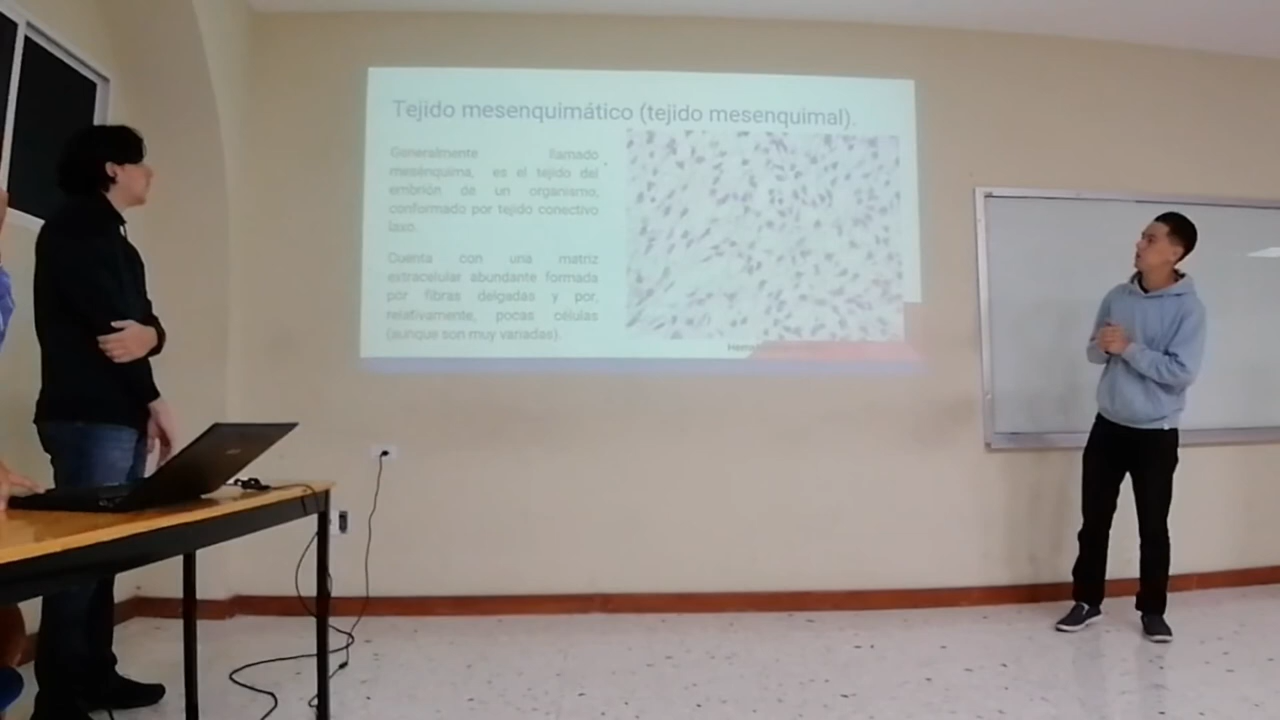 Tejido mesenquimático (tejido mesenquimal).
Generalmente llamado
mesénquima, es el tejido del
embrión de un organismo,
conformado por tejido conectivo
laxo.
Cuenta con una matriz
extracelular abundante formada
por fibras delgadas y por,
relativamente, pocas células
(aunque son muy variadas).